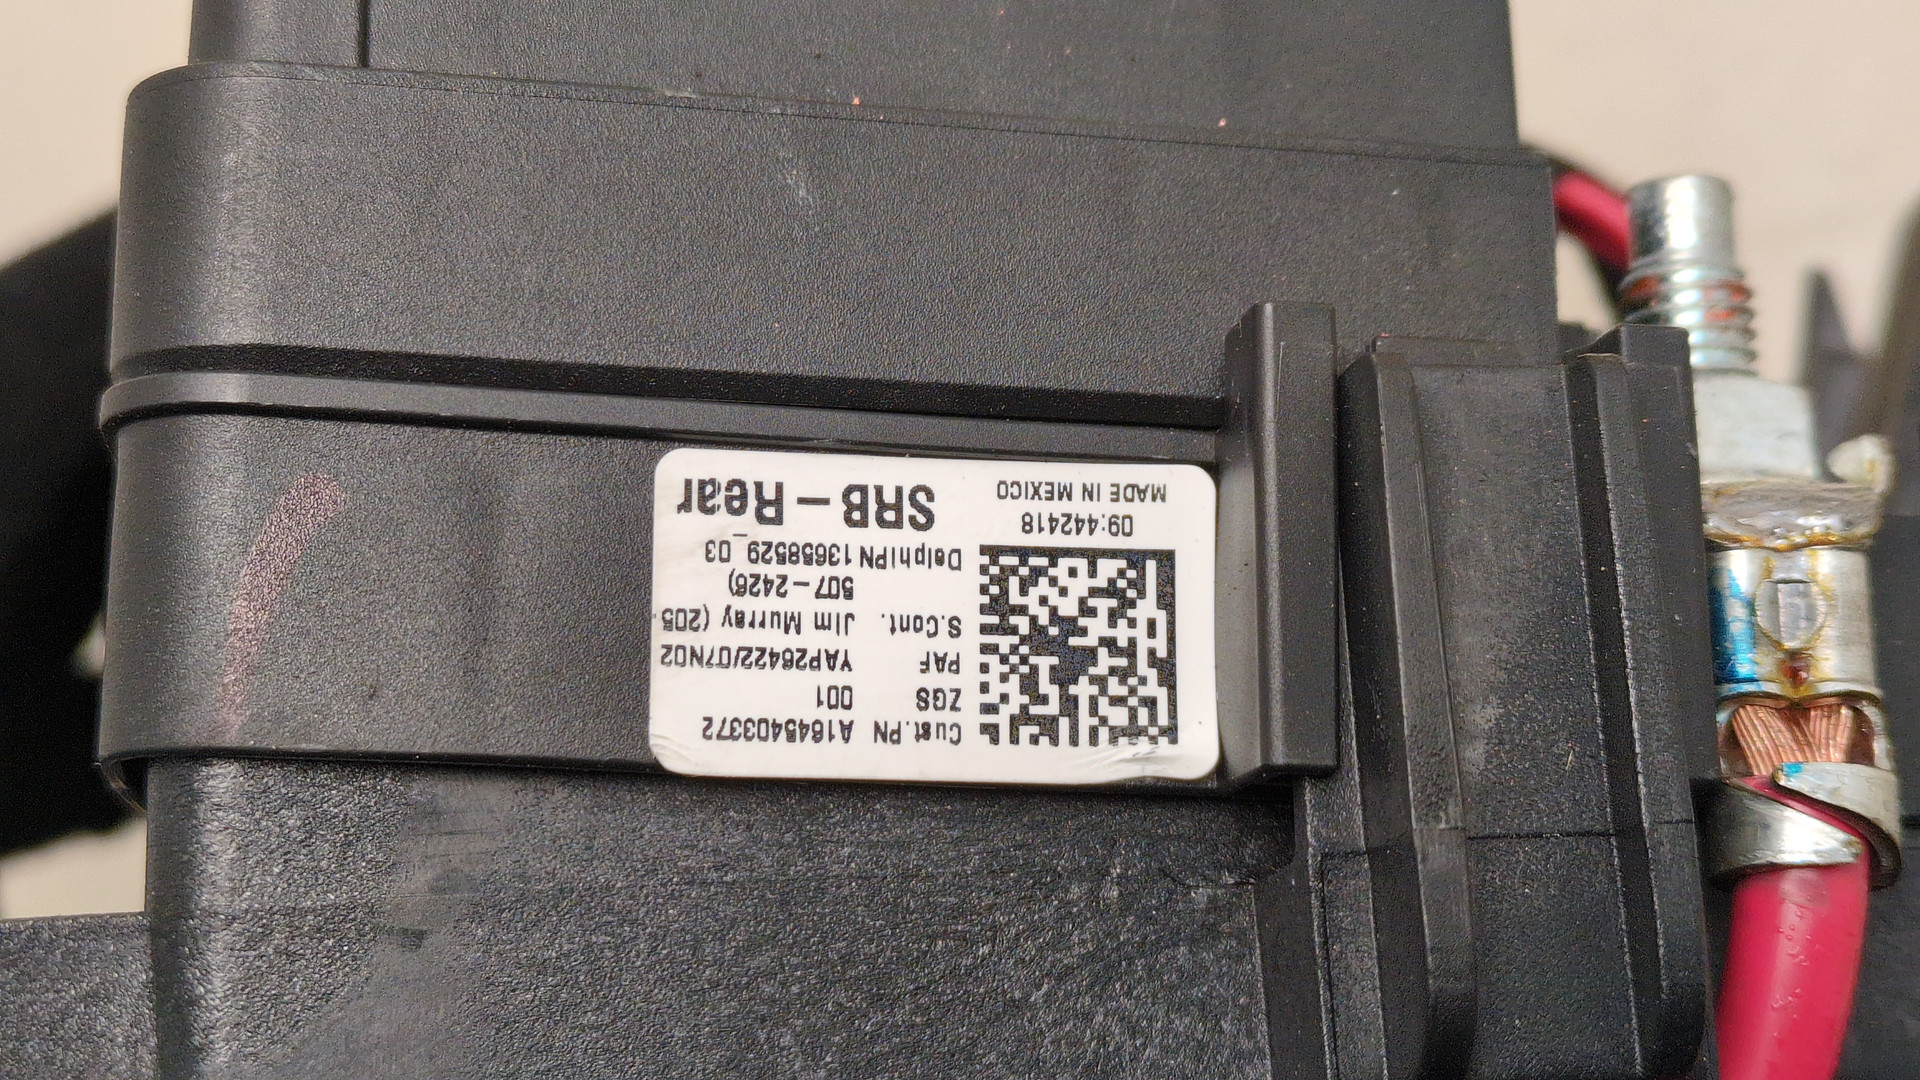 Cust.PN A1645403372
ZGS 001
PAF YAP26422/07N02
S.Cont. Jim Murray (205
507-2426)
DelphiPN 13658529_03
SRB-Rear
09:442418
MADE IN MEXICO